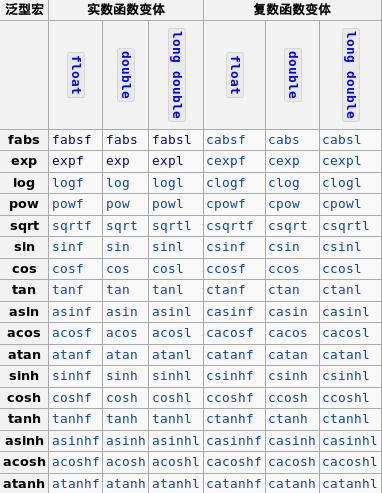 泛型宏 实数函数变体 复数函数变体
float double long double float double long double
fabs fabsf fabs fabsl cabsf cabs cabsl
exp expf exp expl cexpf cexp cexpl
log logf log logl clogf clog clogl
pow powf pow powl cpowf cpow cpowl
sqrt sqrtf sqrt sqrtl csqrtf csqrt csqrtl
sin sinf sin sinl csinf csin csinl
cos cosf cos cosl ccosf ccos ccosl
tan tanf tan tanl ctanf ctan ctanl
asin asinf asin asinl casinf casin casinl
acos acosf acos acosl cacosf cacos cacosl
atan atanf atan atanl catanf catan catanl
sinh sinhf sinh sinhl csinhf csinh csinhl
cosh coshf cosh coshl ccoshf ccosh ccoshl
tanh tanhf tanh tanhl ctanhf ctanh ctanhl
asinh asinhf asinh asinhl casinhf casinh casinhl
acosh acoshf acosh acoshl cacoshf cacosh cacoshl
atanh atanhf atanh atanhl catanhf catanh catanhl